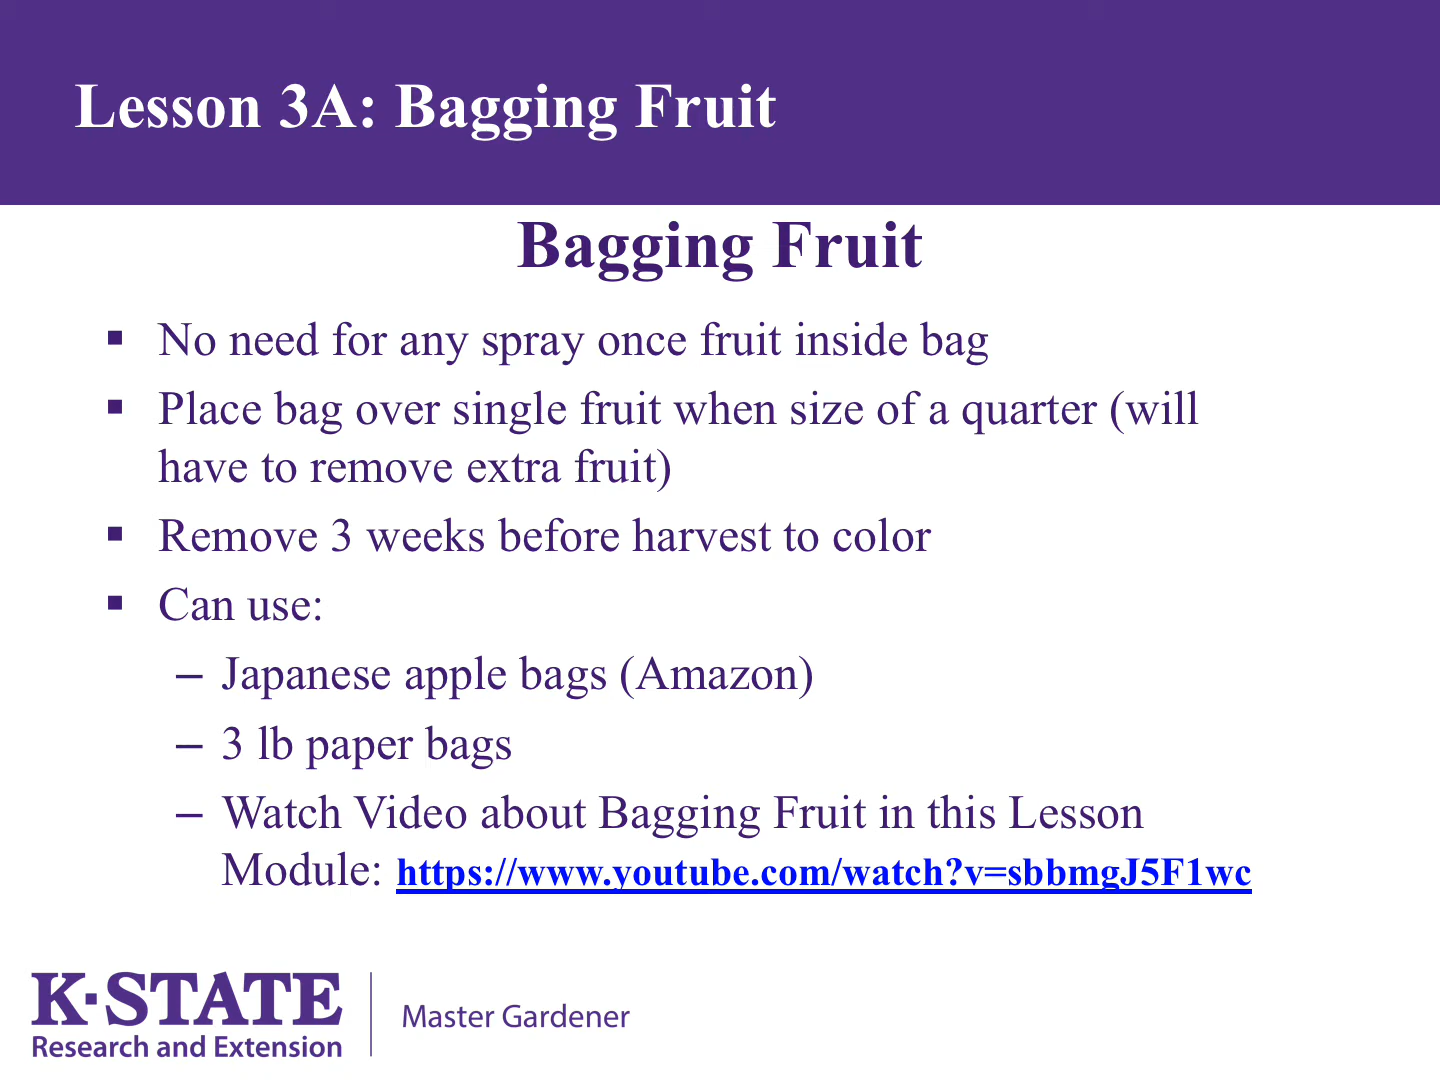 Lesson 3A: Bagging Fruit
Bagging Fruit
▪ No need for any spray once fruit inside bag
▪ Place bag over single fruit when size of a quarter (will
have to remove extra fruit)
▪ Remove 3 weeks before harvest to color
▪ Can use:
– Japanese apple bags (Amazon)
– 3 lb paper bags
– Watch Video about Bagging Fruit in this Lesson
Module: https://www.youtube.com/watch?v=sbbmgJ5F1wc
K·STATE
Research and Extension
Master Gardener